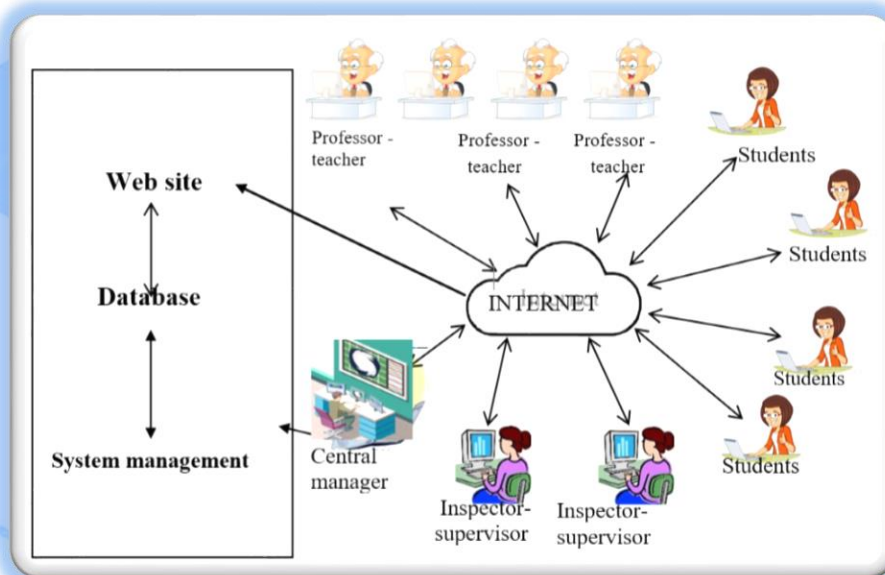 Professor -
teacher
Professor -
teacher
Professor -
teacher
Students
Web site
Students
Database
INTERNET
Students
System management
Central
manager
Students
Inspector-
supervisor
Inspector-
supervisor